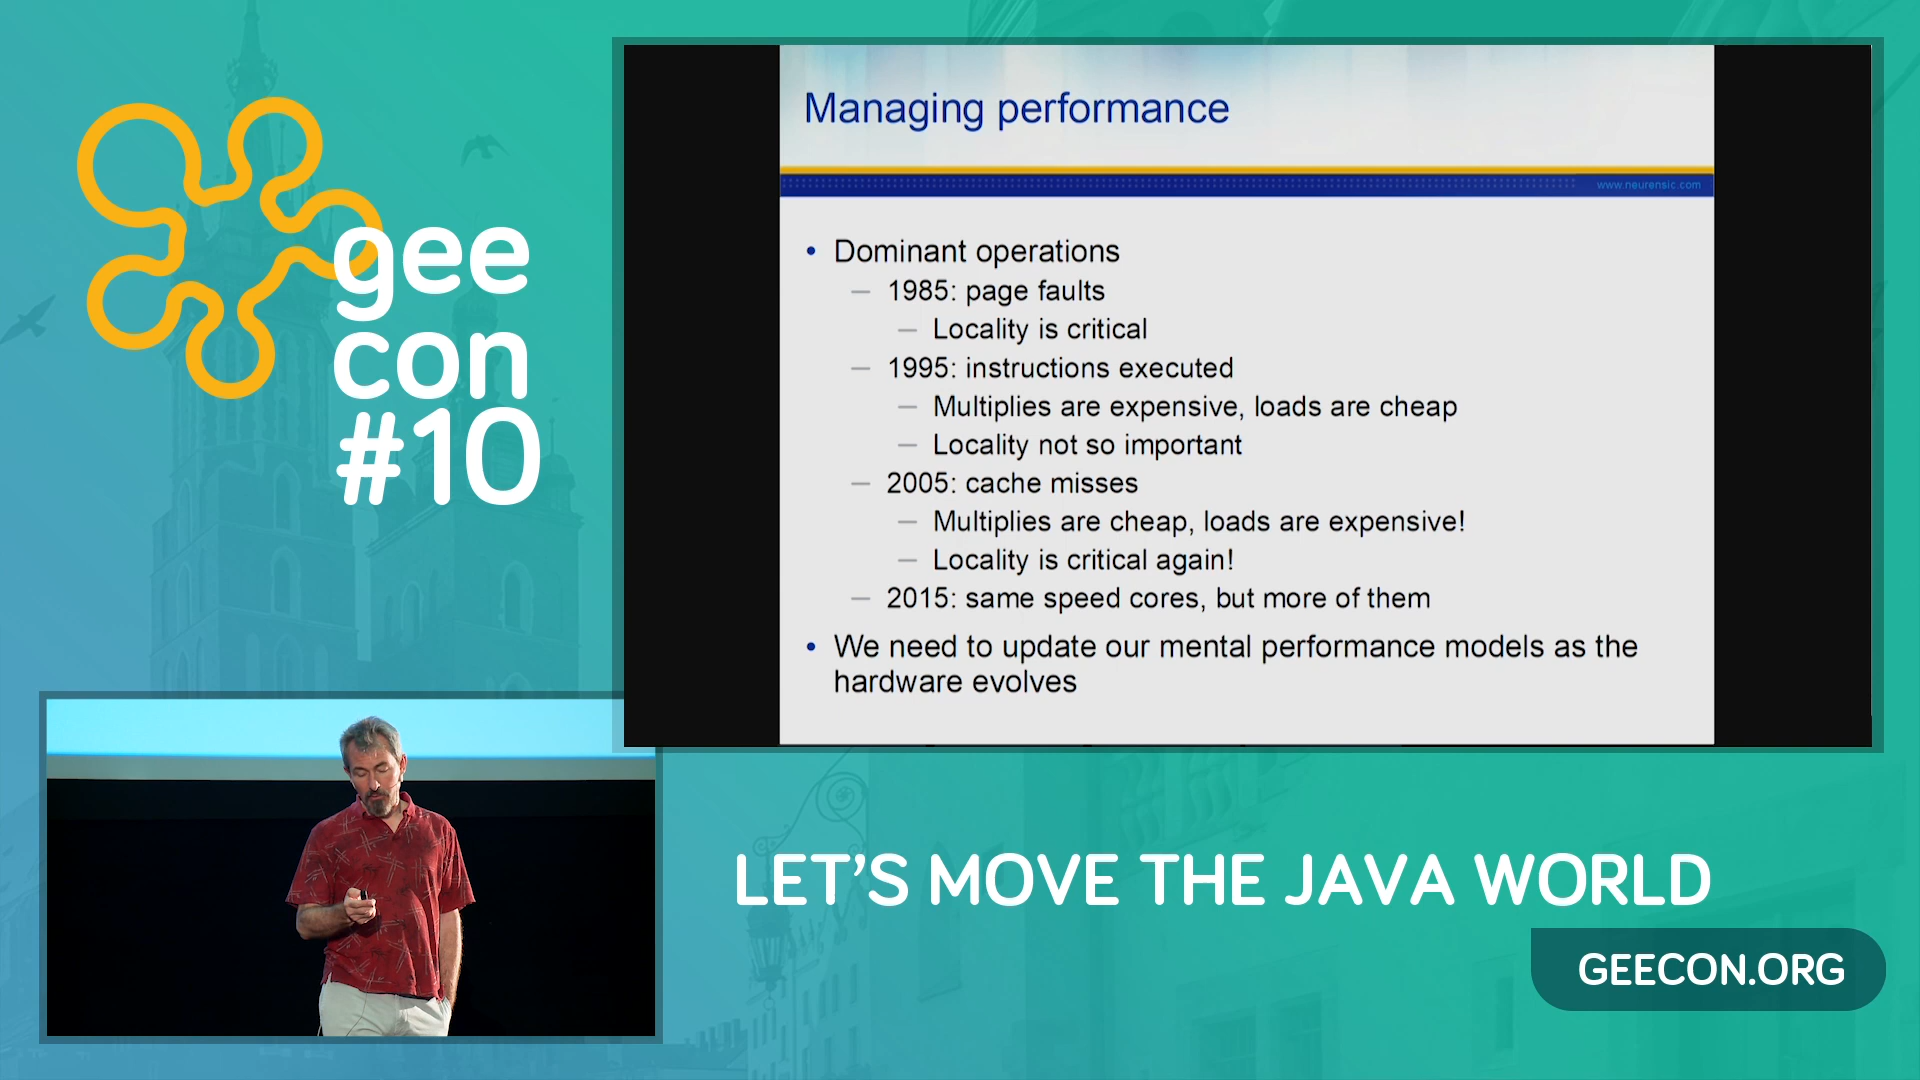 gee
con
#10
Managing performance
www.neurensic.com
• Dominant operations
— 1985: page faults
— Locality is critical
— 1995: instructions executed
— Multiplies are expensive, loads are cheap
— Locality not so important
— 2005: cache misses
— Multiplies are cheap, loads are expensive!
— Locality is critical again!
— 2015: same speed cores, but more of them
• We need to update our mental performance models as the
hardware evolves
LET'S MOVE THE JAVA WORLD
GEECON.ORG